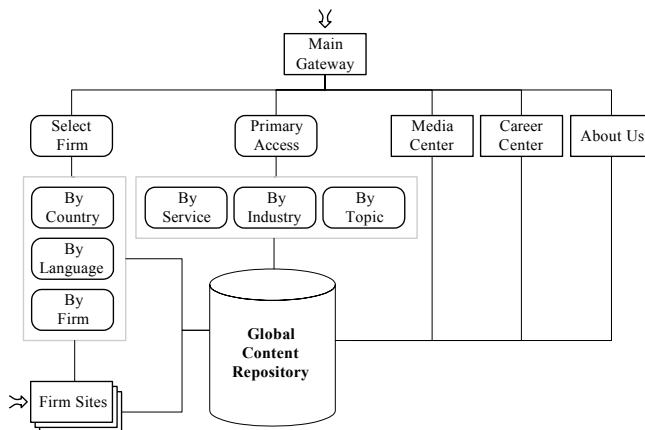 Main
Gateway
Select
Firm
Primary
Access
Media
Center
Career
Center
About Us
By
Country
By
Language
By
Firm
By
Service
By
Industry
By
Topic
Global
Content
Repository
Firm Sites